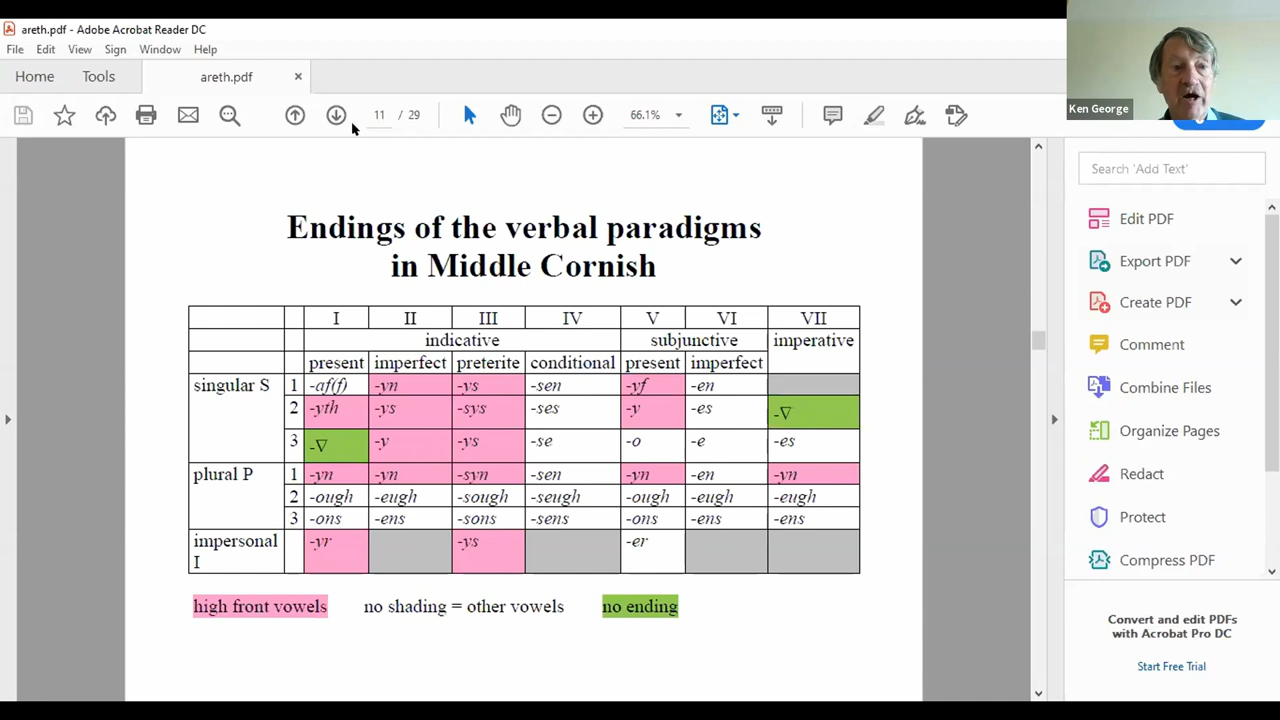 areth.pdf - Adobe Acrobat Reader DC
File Edit View Sign Window Help
Home Tools areth.pdf ×
11 / 29 66.1%
Ken George
Endings of the verbal paradigms
in Middle Cornish
I II III IV V VI VII
indicative subjunctive imperative
present imperfect preterite conditional present imperfect
singular S 1 -af(f) -yn -ys -sen -yf -en
2 -yth -ys -sys -ses -y -es -∇
3 -∇ -y -ys -se -o -e -es
plural P 1 -yn -yn -syn -sen -yn -en -yn
2 -ough -eugh -sough -seugh -ough -eugh -eugh
3 -ons -ens -sons -sens -ons -ens -ens
impersonal -yr -ys -er
I
high front vowels no shading = other vowels no ending
Search 'Add Text'
Edit PDF
Export PDF
Create PDF
Comment
Combine Files
Organize Pages
Redact
Protect
Compress PDF
Convert and edit PDFs
with Acrobat Pro DC
Start Free Trial